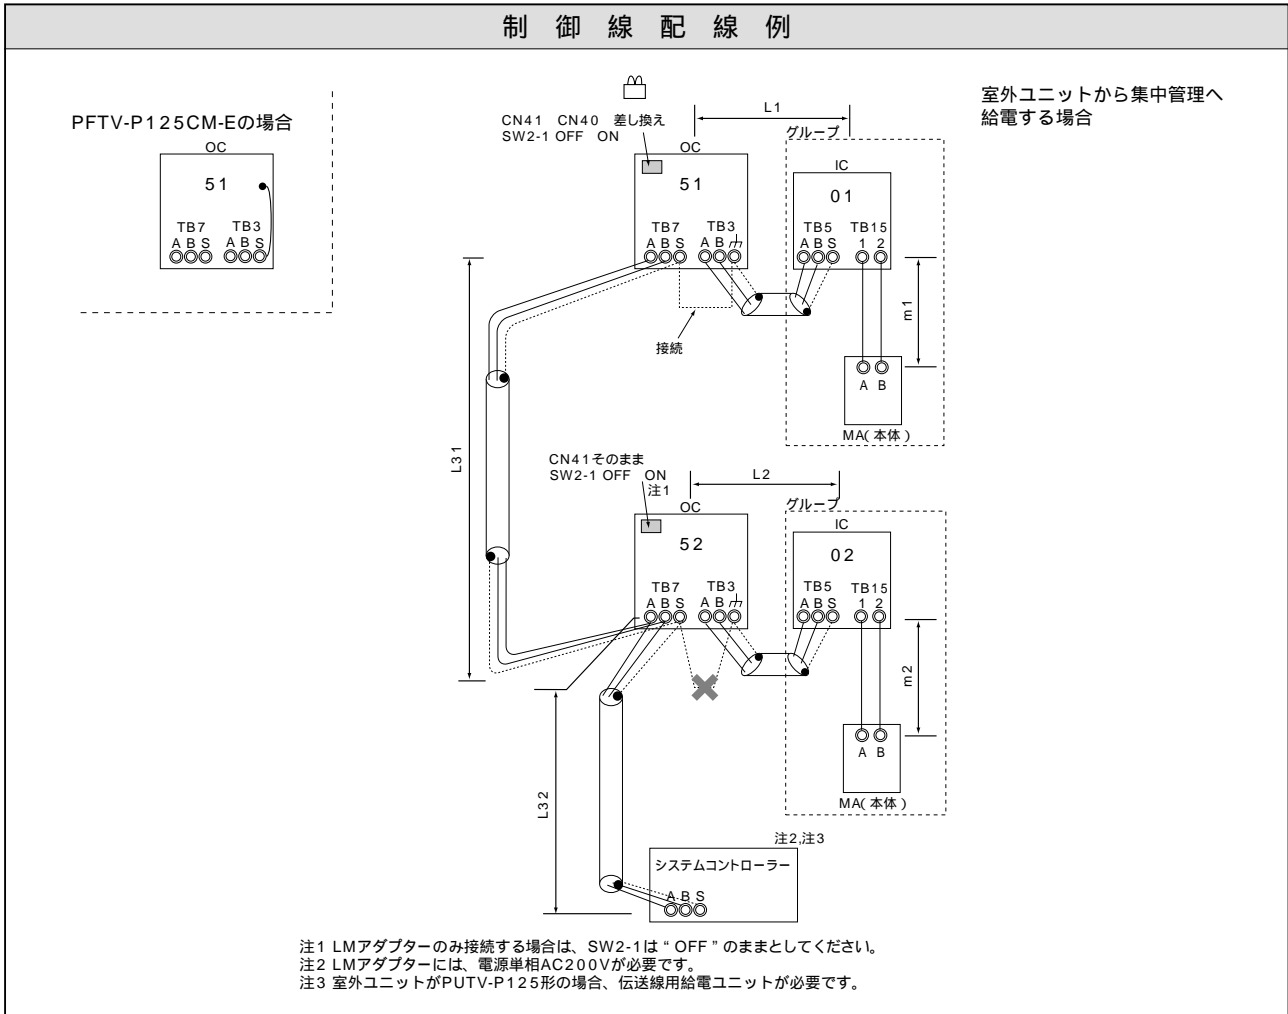 制御線配線例
PFTV-P125CM-Eの場合
OC
51
TB7 TB3
A B S A B S
CN41 CN40 差し換え
SW2-1 OFF ON
OC
51
TB7 TB3
A B S A B
接続
L1
グループ
IC
01
TB5 TB15
A B S 1 2
m1
A B
MA(本体)
室外ユニットから集中管理へ
給電する場合
L31
CN41そのまま
SW2-1 OFF ON
注1
OC
52
TB7 TB3
A B S A B
L2
グループ
IC
02
TB5 TB15
A B S 1 2
m2
A B
MA(本体)
L32
注2,注3
システムコントローラー
A B S
注1 LMアダプターのみ接続する場合は、SW2-1は“OFF”のままとしてください。
注2 LMアダプターには、電源単相AC200Vが必要です。
注3 室外ユニットがPUTV-P125形の場合、伝送線用給電ユニットが必要です。